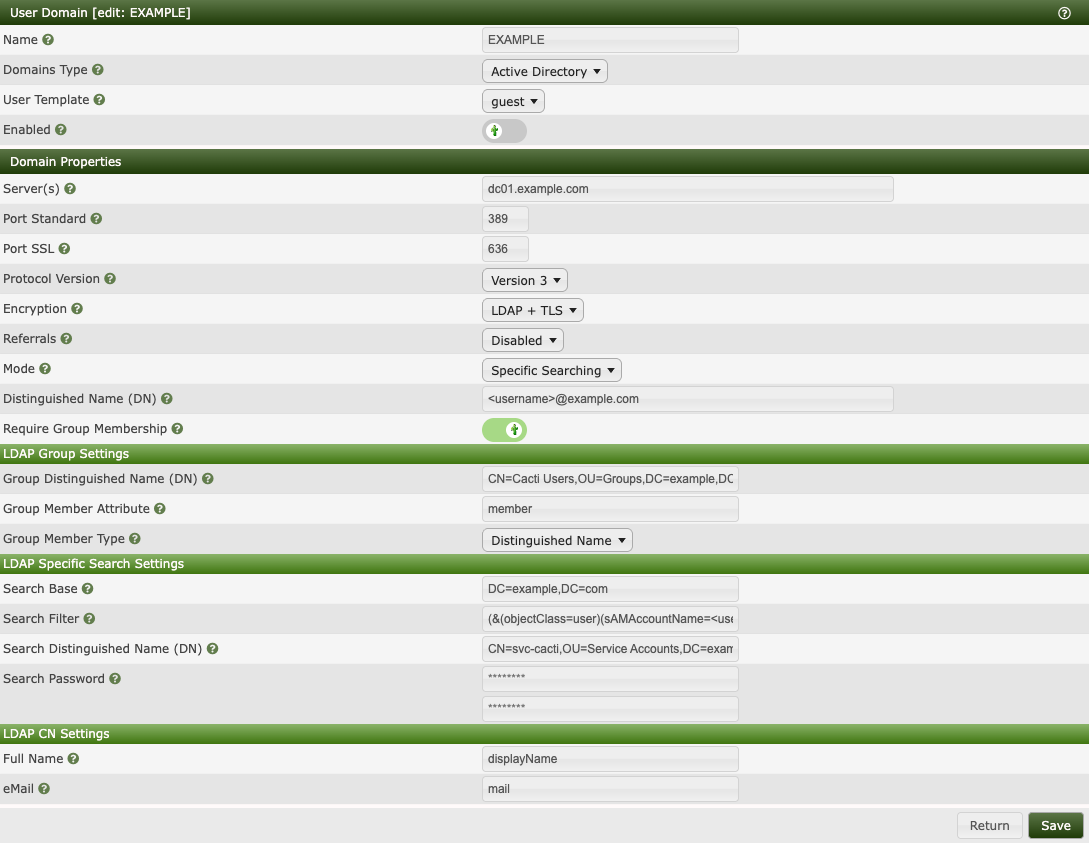 User Domain [edit: EXAMPLE]
Name EXAMPLE
Domains Type Active Directory
User Template guest
Enabled
Domain Properties
Server(s) dc01.example.com
Port Standard 389
Port SSL 636
Protocol Version Version 3
Encryption LDAP + TLS
Referrals Disabled
Mode Specific Searching
Distinguished Name (DN) <username>@example.com
Require Group Membership
LDAP Group Settings
Group Distinguished Name (DN) CN=Cacti Users,OU=Groups,DC=example,DC
Group Member Attribute member
Group Member Type Distinguished Name
LDAP Specific Search Settings
Search Base DC=example,DC=com
Search Filter (&(objectClass=user)(sAMAccountName=<use
Search Distinguished Name (DN) CN=svc-cacti,OU=Service Accounts,DC=exam
Search Password ********
********
LDAP CN Settings
Full Name displayName
eMail mail
Return Save